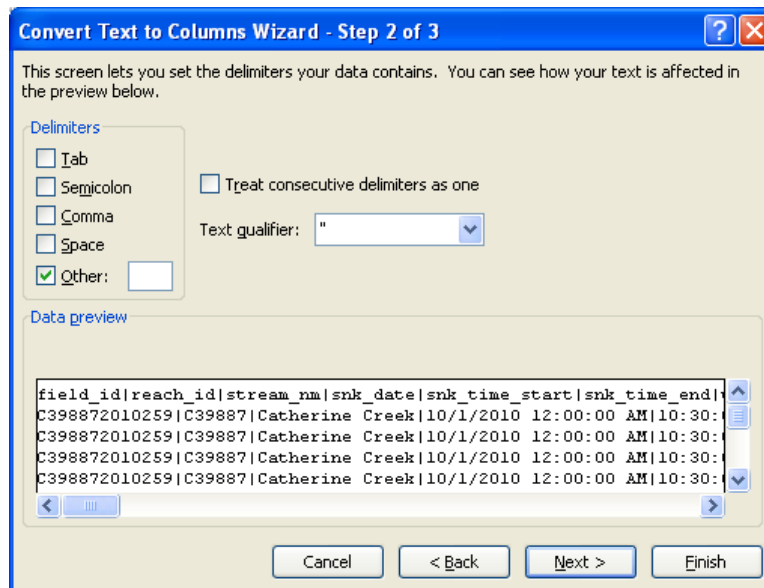 Convert Text to Columns Wizard - Step 2 of 3
This screen lets you set the delimiters your data contains. You can see how your text is affected in
the preview below.
Delimiters
Tab
Semicolon
Comma
Space
Other:
Treat consecutive delimiters as one
Text qualifier: "
Data preview
field_id|reach_id|stream_nm|snk_date|snk_time_start|snk_time_end|
C398872010259|C39887|Catherine Creek|10/1/2010 12:00:00 AM|10:30:
C398872010259|C39887|Catherine Creek|10/1/2010 12:00:00 AM|10:30:
C398872010259|C39887|Catherine Creek|10/1/2010 12:00:00 AM|10:30:
C398872010259|C39887|Catherine Creek|10/1/2010 12:00:00 AM|10:30:
Cancel
< Back
Next >
Finish